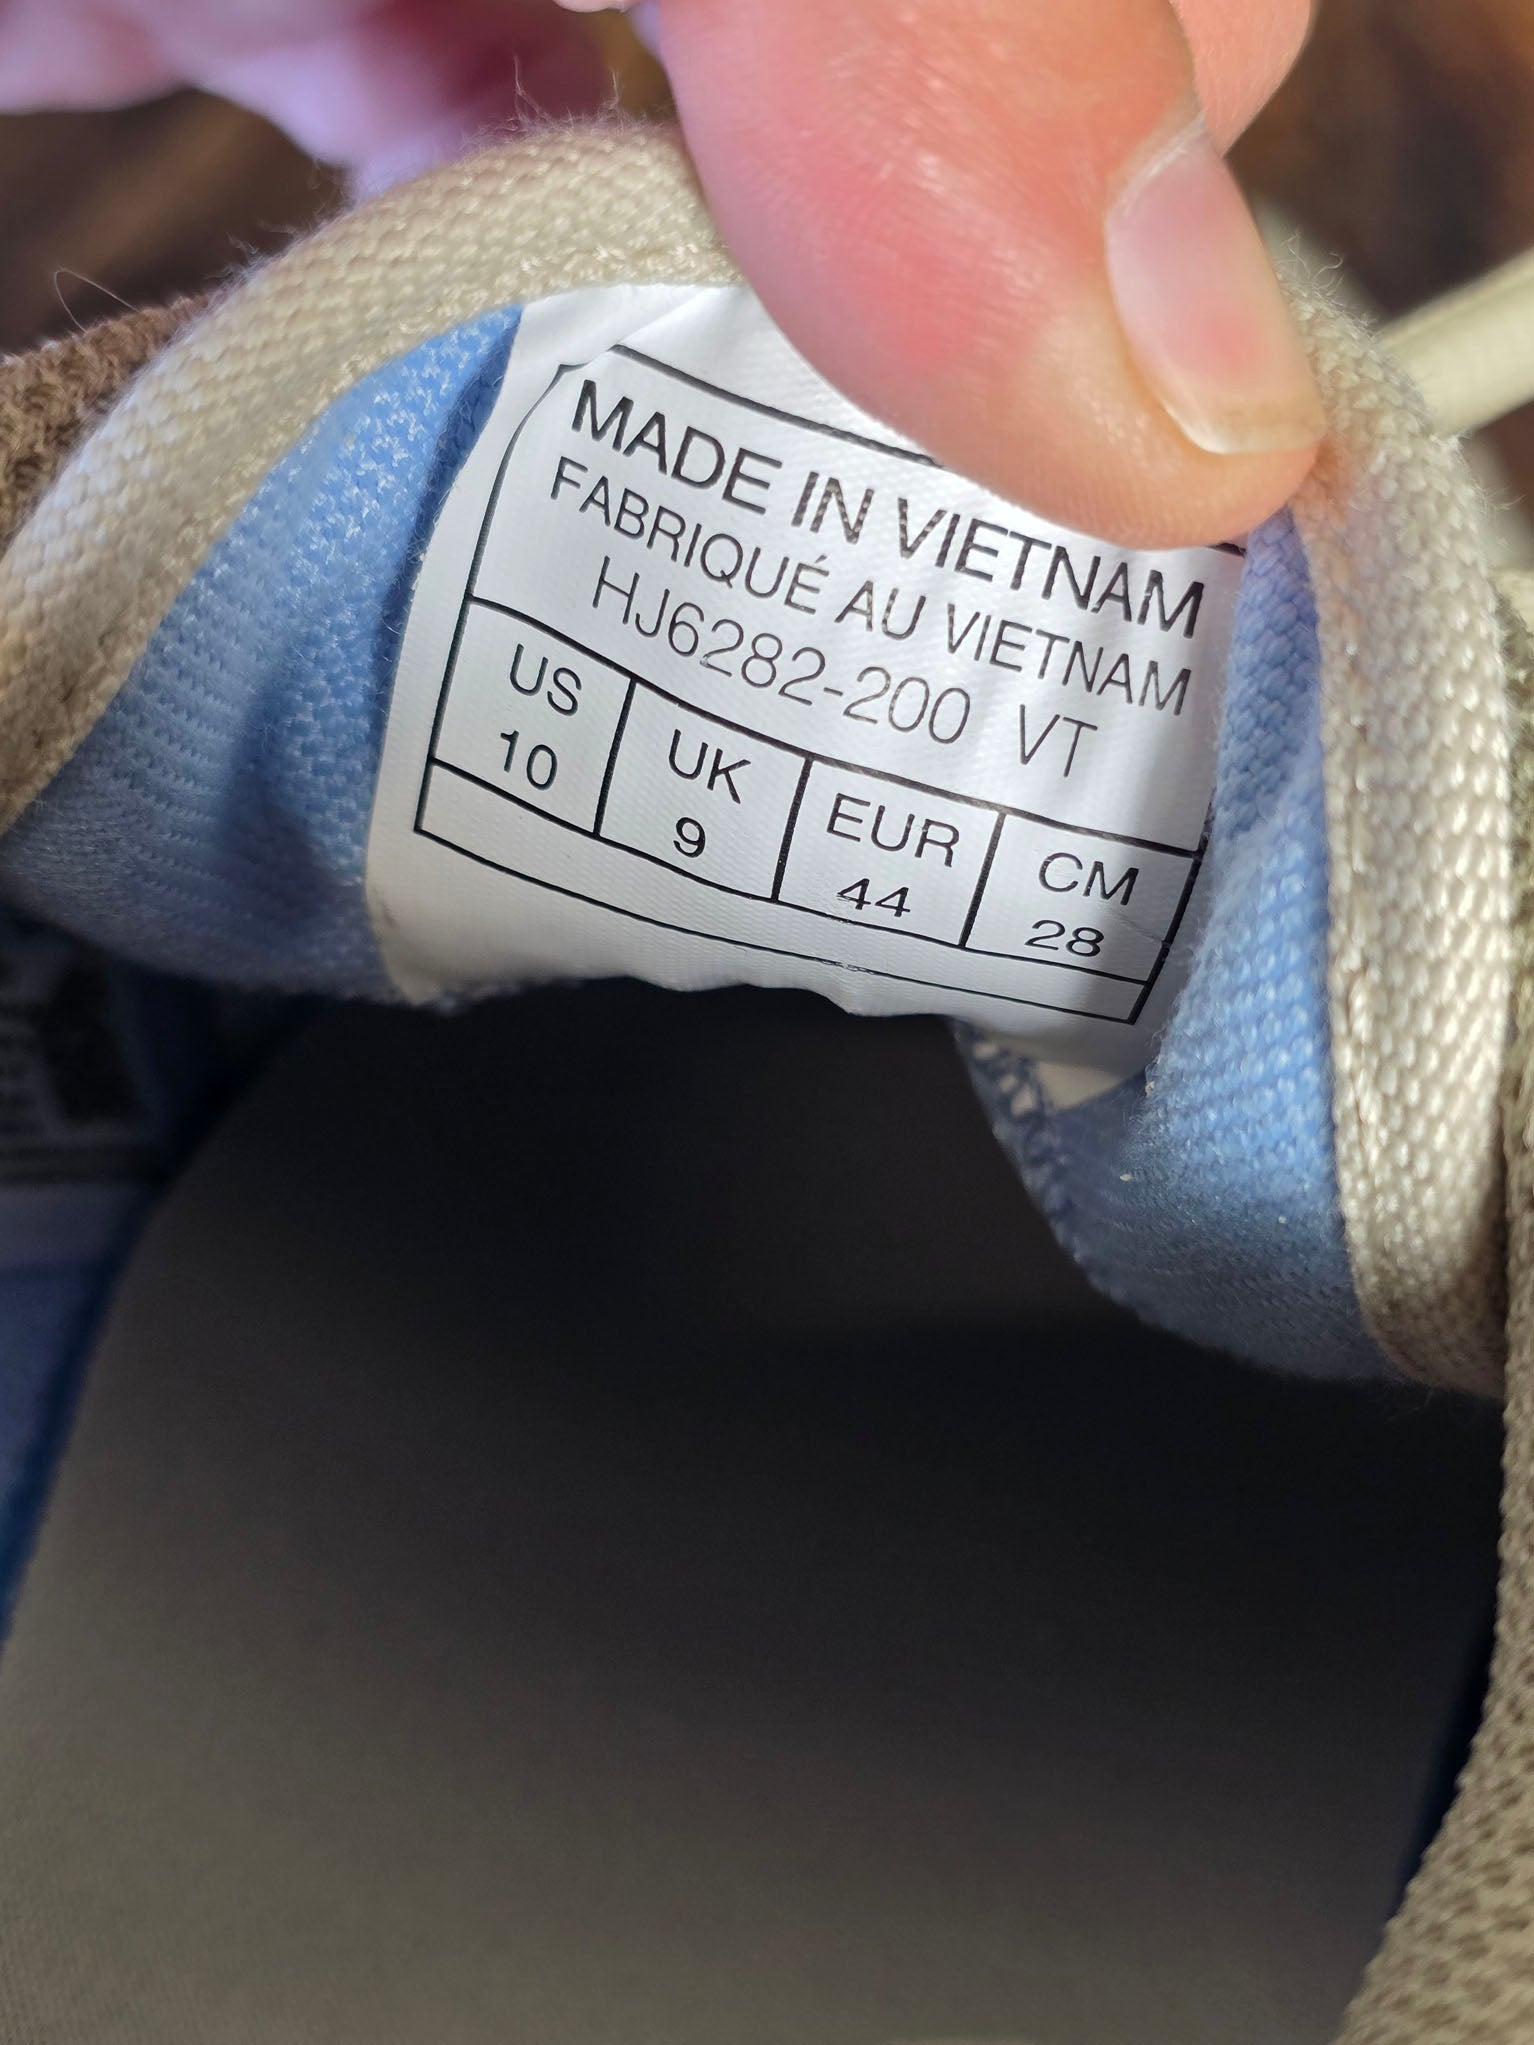 MADE IN VIETNAM
FABRIQUÉ AU VIETNAM
HJ6282-200 VT
US UK EUR CM
10 9 44 28